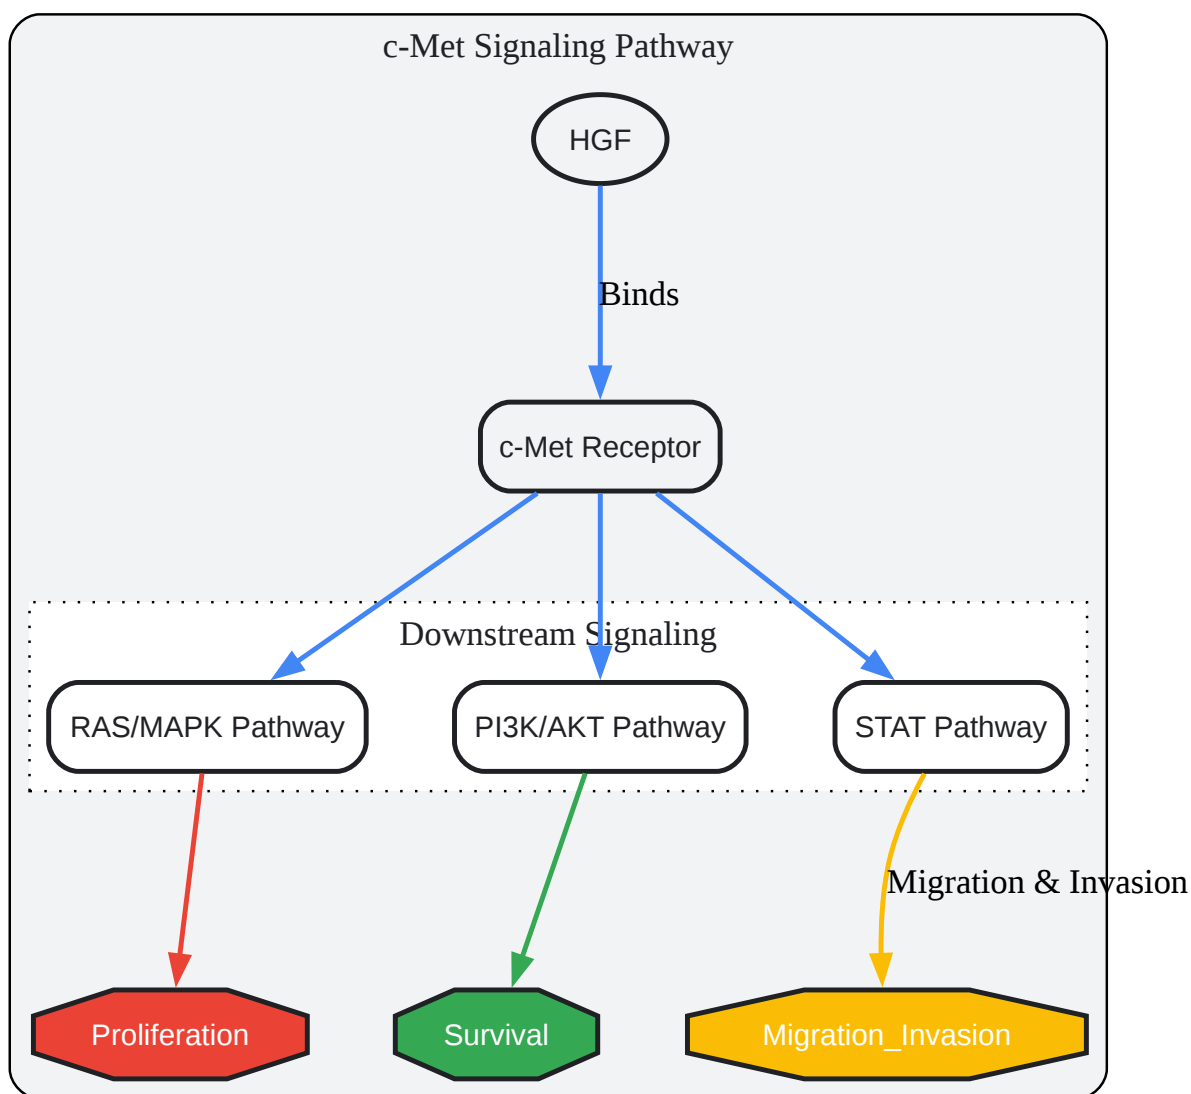 c-Met Signaling Pathway
HGF
Binds
c-Met Receptor
Downstream Signaling
RAS/MAPK Pathway
PI3K/AKT Pathway
STAT Pathway
Migration & Invasion
Proliferation
Survival
Migration_Invasion